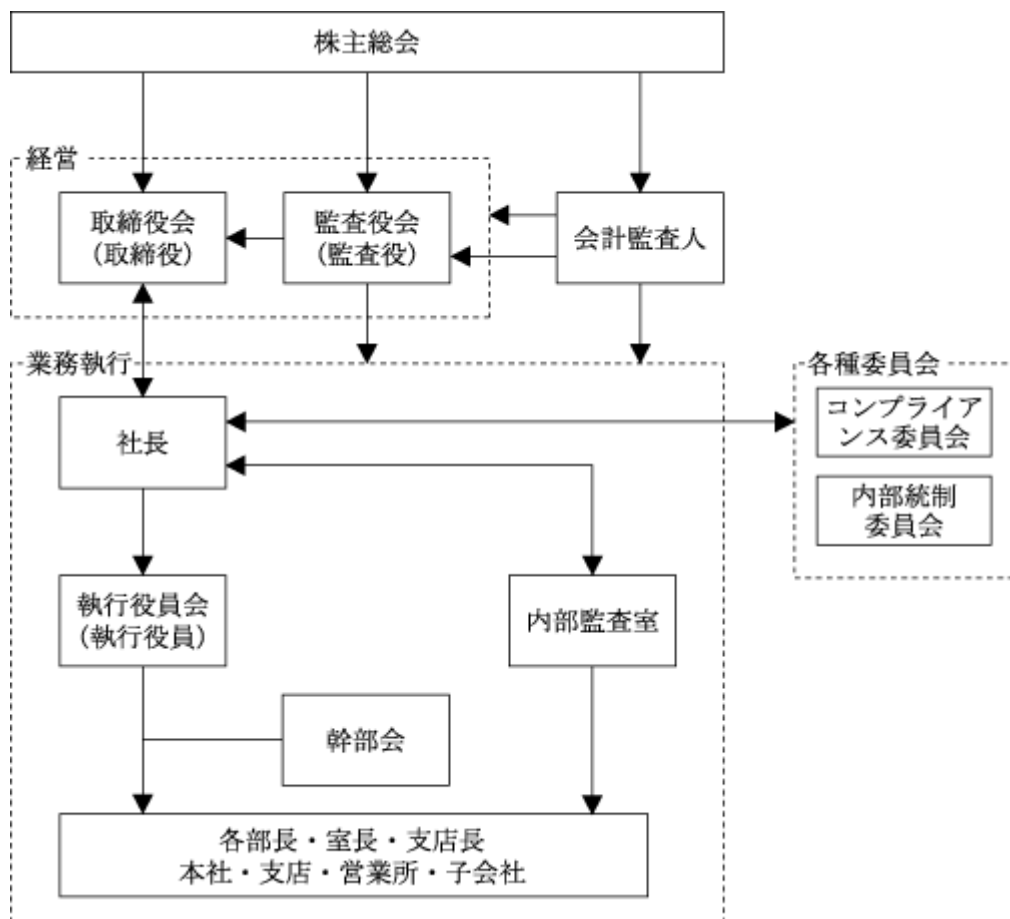 株主総会
経営
取締役会
(取締役)
監査役会
(監査役)
会計監査人
業務執行
各種委員会
社長
コンプライア
ンス委員会
内部統制
委員会
執行役員会
(執行役員)
内部監査室
幹部会
各部長・室長・支店長
本社・支店・営業所・子会社